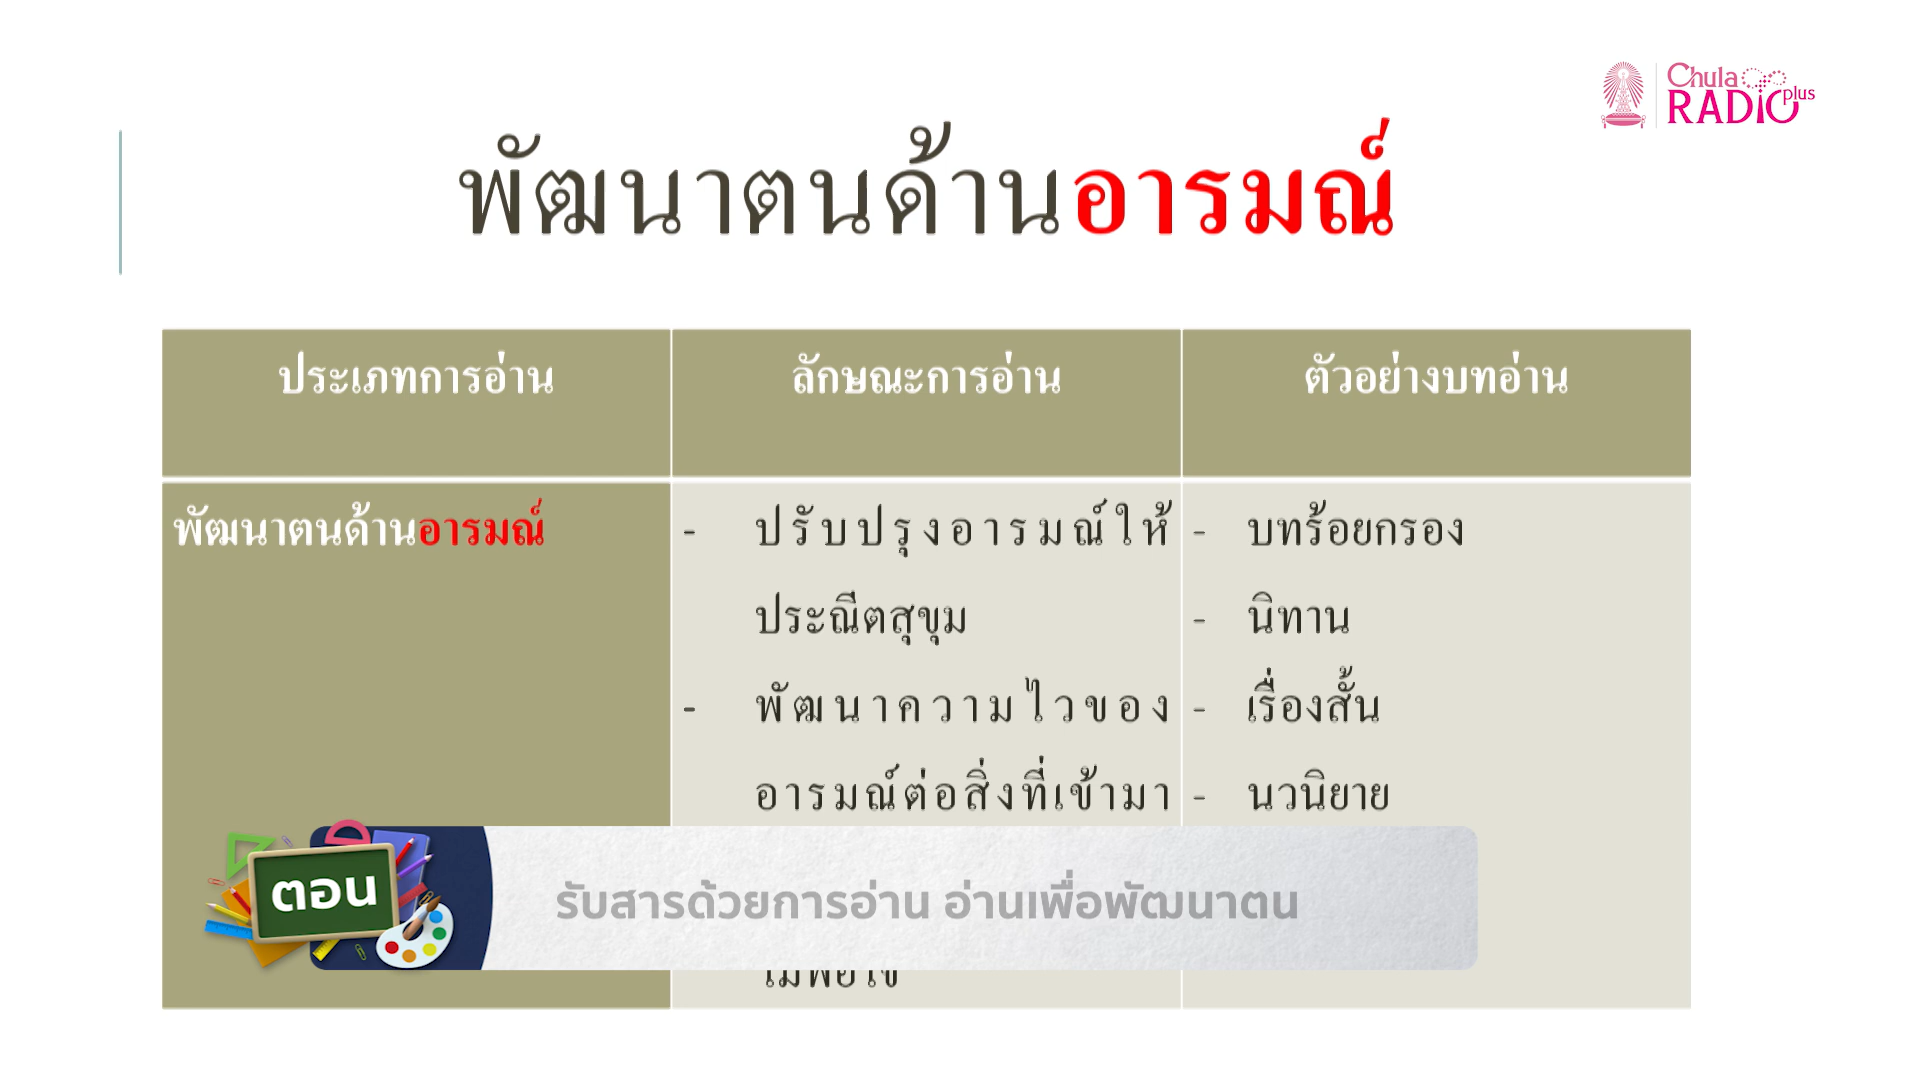 Chula
RADIO plus
พัฒนาตนด้านอารมณ์
ประเภทการอ่าน
ลักษณะการอ่าน
ตัวอย่างบทอ่าน
พัฒนาตนด้านอารมณ์
- ปรับปรุงอารมณ์ให้
ประณีตสุขุม
- พัฒนาความไวของ
อารมณ์ต่อสิ่งที่เข้ามา
- บทร้อยกรอง
- นิทาน
- เรื่องสั้น
- นวนิยาย
ตอน
รับสารด้วยการอ่าน อ่านเพื่อพัฒนาตน